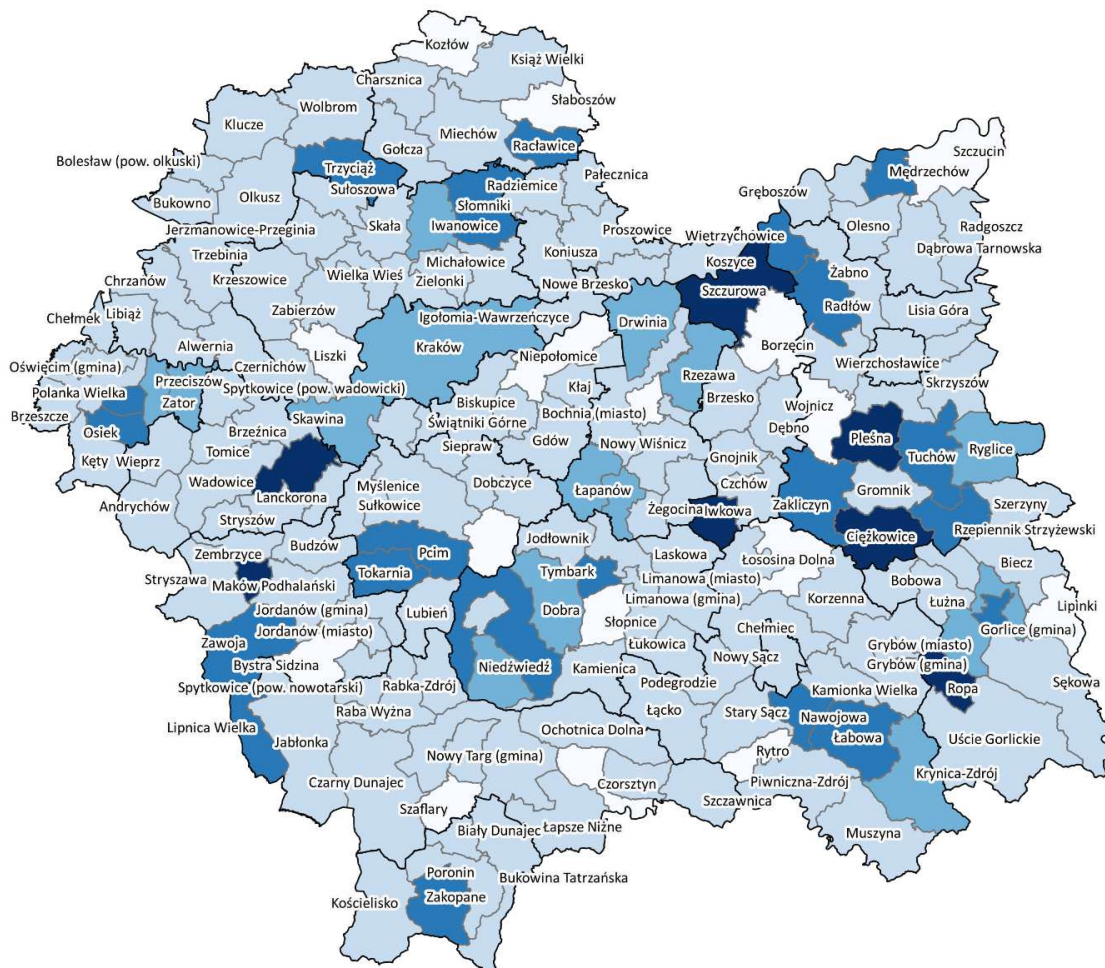 Kozłów
Książ Wielki
Charsznica
Słaboszów
Wolbrom
Klucze
Miechów
Gołcza
Racławice
Szczucin
Bolesław (pow. olkuski)
Trzyciąż
Mędrzechów
Pałecznica
Sułoszowa
Radziemice
Gręboszów
Olkusz
Bukowno
Słomniki
Skała
Iwanowice
Olesno
Radgoszcz
Jerzmanowice-Przeginia
Proszowice
Wietrzychowice
Dąbrowa Tarnowska
Trzebinia
Michałowice
Koniusza
Koszyce
Chrzanów
Krzeszowice
Wielka Wieś
Zielonki
Nowe Brzesko
Żabno
Szczurowa
Chełmek
Libiąż
Zabierzów
Igołomia-Wawrzeńczyce
Drwinia
Radłów
Lisia Góra
Alwernia
Liszki
Kraków
Niepołomice
Borzęcin
Oświęcim (gmina)
Czernichów
Wierzchosławice
Przeciszów
Spytkowice (pow. wadowicki)
Kłaj
Rzezawa
Skrzyszów
Polanka Wielka
Zator
Biskupice
Brzesko
Wojnicz
Brzeszcze
Skawina
Bochnia (miasto)
Osiek
Brzeźnica
Świątniki Górne
Dębno
Pleśna
Tomice
Gdów
Nowy Wiśnicz
Tuchów
Ryglice
Kęty
Wieprz
Siepraw
Gnojnik
Wadowice
Myślenice
Dobczyce
Czchów
Zakliczyn
Gromnik
Andrychów
Lanckorona
Łapanów
Szerzyny
Stryszów
Sułkowice
Żegocina
Iwkowa
Rzepiennik Strzyżewski
Ciężkowice
Budzów
Jodłownik
Zembrzyce
Pcim
Laskowa
Łososina Dolna
Biecz
Stryszawa
Maków Podhalański
Tokarnia
Tymbark
Limanowa (miasto)
Bobowa
Jordanów (gmina)
Lubień
Dobra
Limanowa (gmina)
Korzenna
Łużna
Lipinki
Zawoja
Jordanów (miasto)
Słopnice
Chełmiec
Gorlice (gmina)
Łukowica
Grybów (miasto)
Bystra Sidzina
Niedźwiedź
Kamienica
Nowy Sącz
Grybów (gmina)
Spytkowice (pow. nowotarski)
Rabka-Zdrój
Podegrodzie
Kamionka Wielka
Ropa
Sękowa
Raba Wyżna
Łącko
Stary Sącz
Nawojowa
Lipnica Wielka
Ochotnica Dolna
Łabowa
Uście Gorlickie
Jabłonka
Nowy Targ (gmina)
Rytro
Krynica-Zdrój
Czarny Dunajec
Czorsztyn
Piwniczna-Zdrój
Szaflary
Szczawnica
Biały Dunajec
Łapsze Niżne
Muszyna
Poronin
Bukowina Tatrzańska
Kościelisko
Zakopane